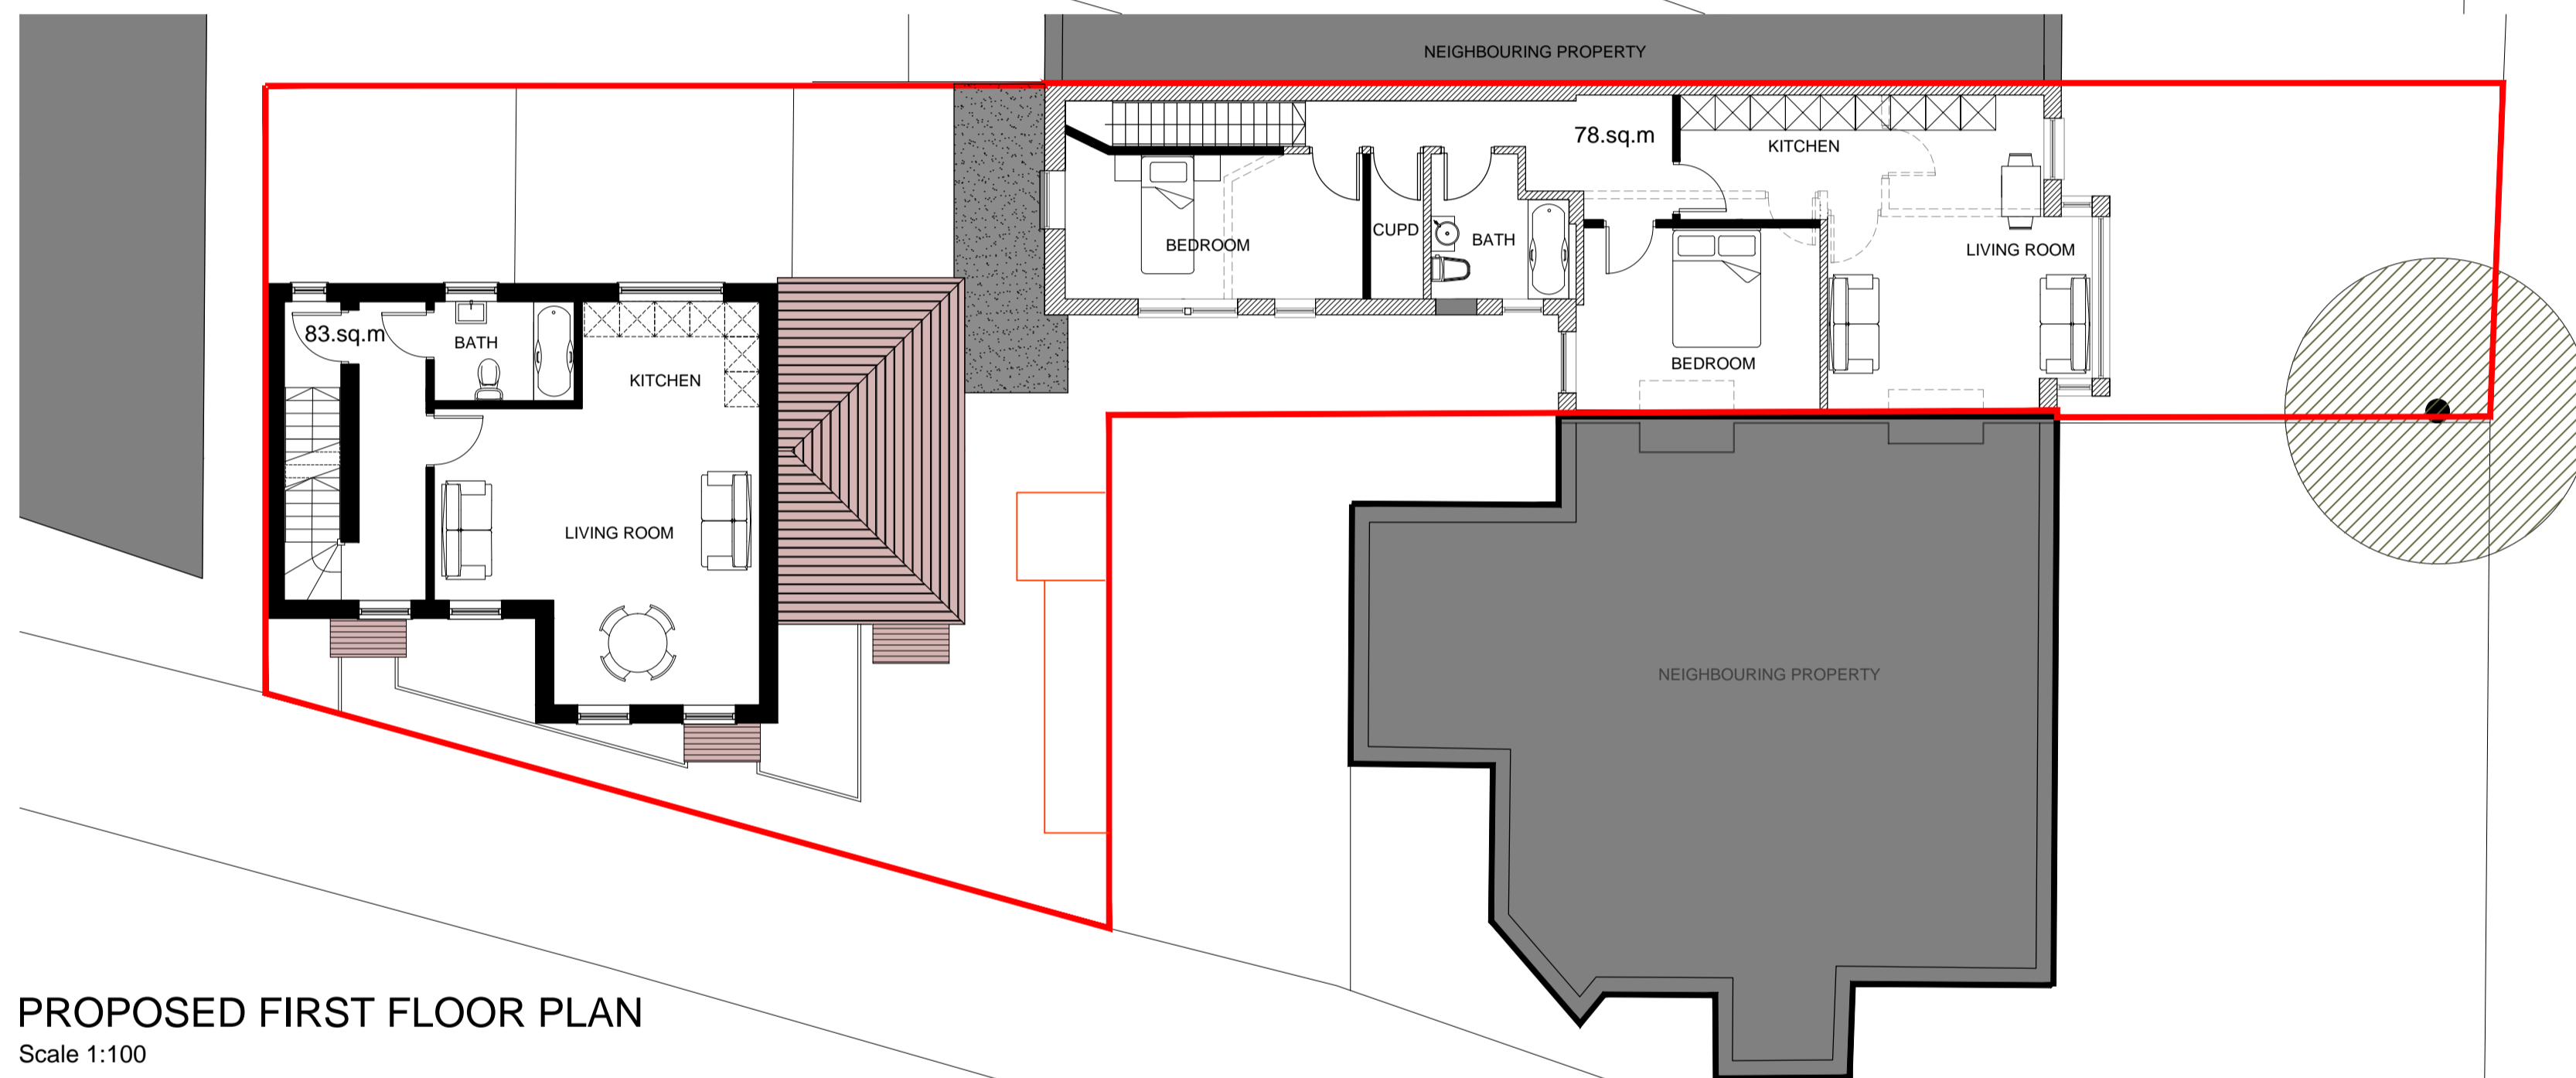 NEIGHBOURING PROPERTY
78.sq.m
KITCHEN
BEDROOM
CUPD
BATH
LIVING ROOM
BEDROOM
83.sq.m
BATH
KITCHEN
LIVING ROOM
NEIGHBOURING PROPERTY
PROPOSED FIRST FLOOR PLAN
Scale 1:100